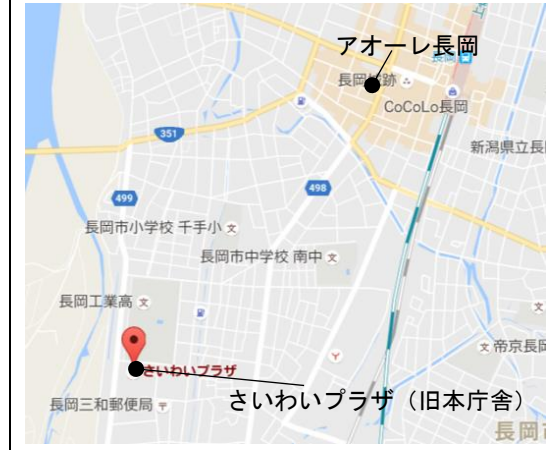 アオーレ長岡
長岡
長岡城跡
CoCoLo長岡
351
新潟県立長
499
498
長岡市小学校 千手小
長岡市中学校 南中
長岡工業高
帝京長岡
さいわいプラザ
長岡三和郵便局
さいわいプラザ（旧本庁舎）
長岡市